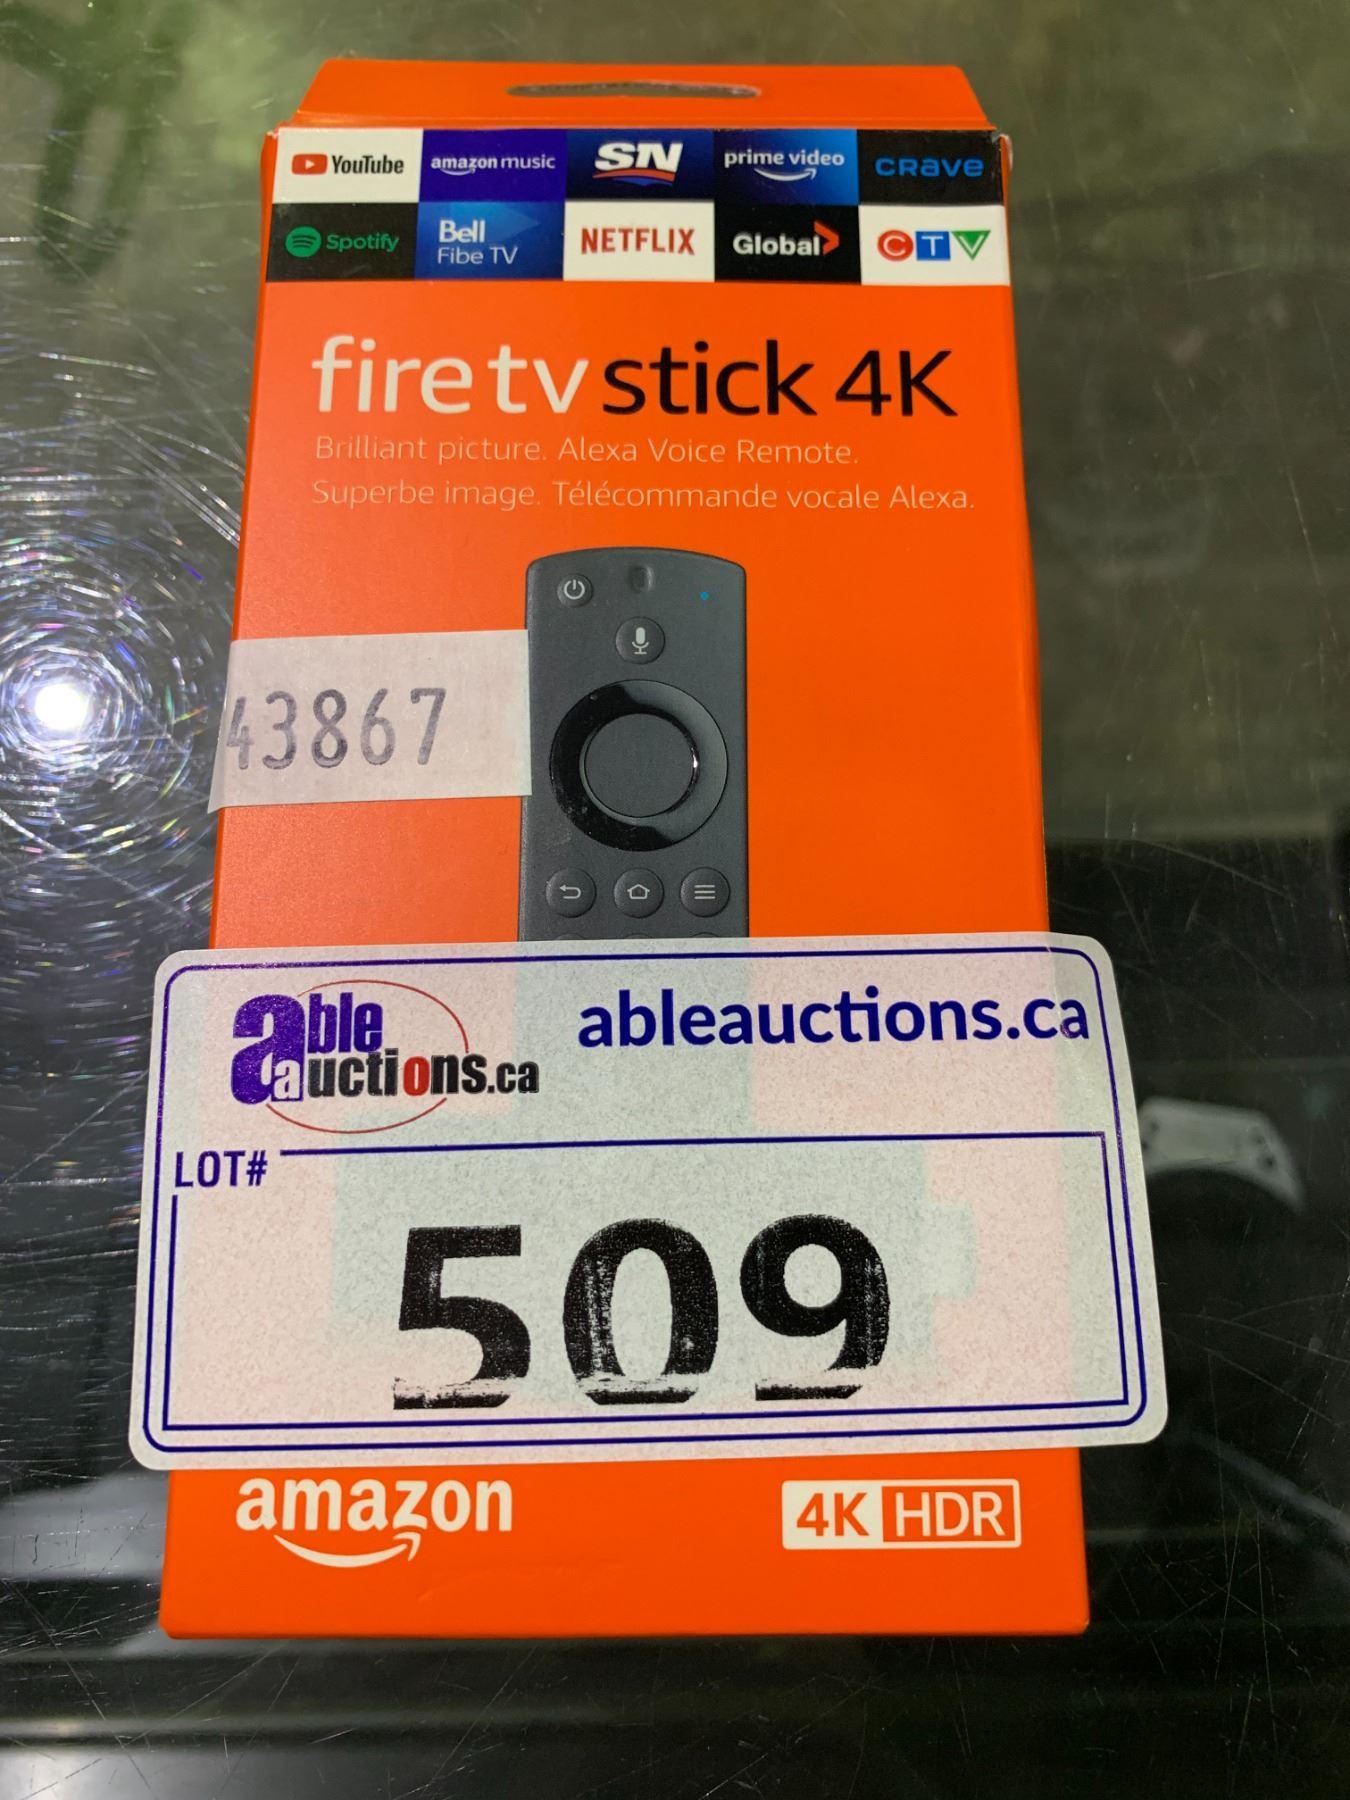 YouTube amazon music SN prime video crave
Spotify Bell Fibe TV NETFLIX Global CTV
fire tv stick 4K
Brilliant picture. Alexa Voice Remote.
Superbe image. Télécommande vocale Alexa.
43867
able auctions.ca
ableauctions.ca
LOT#
509
amazon
4K HDR